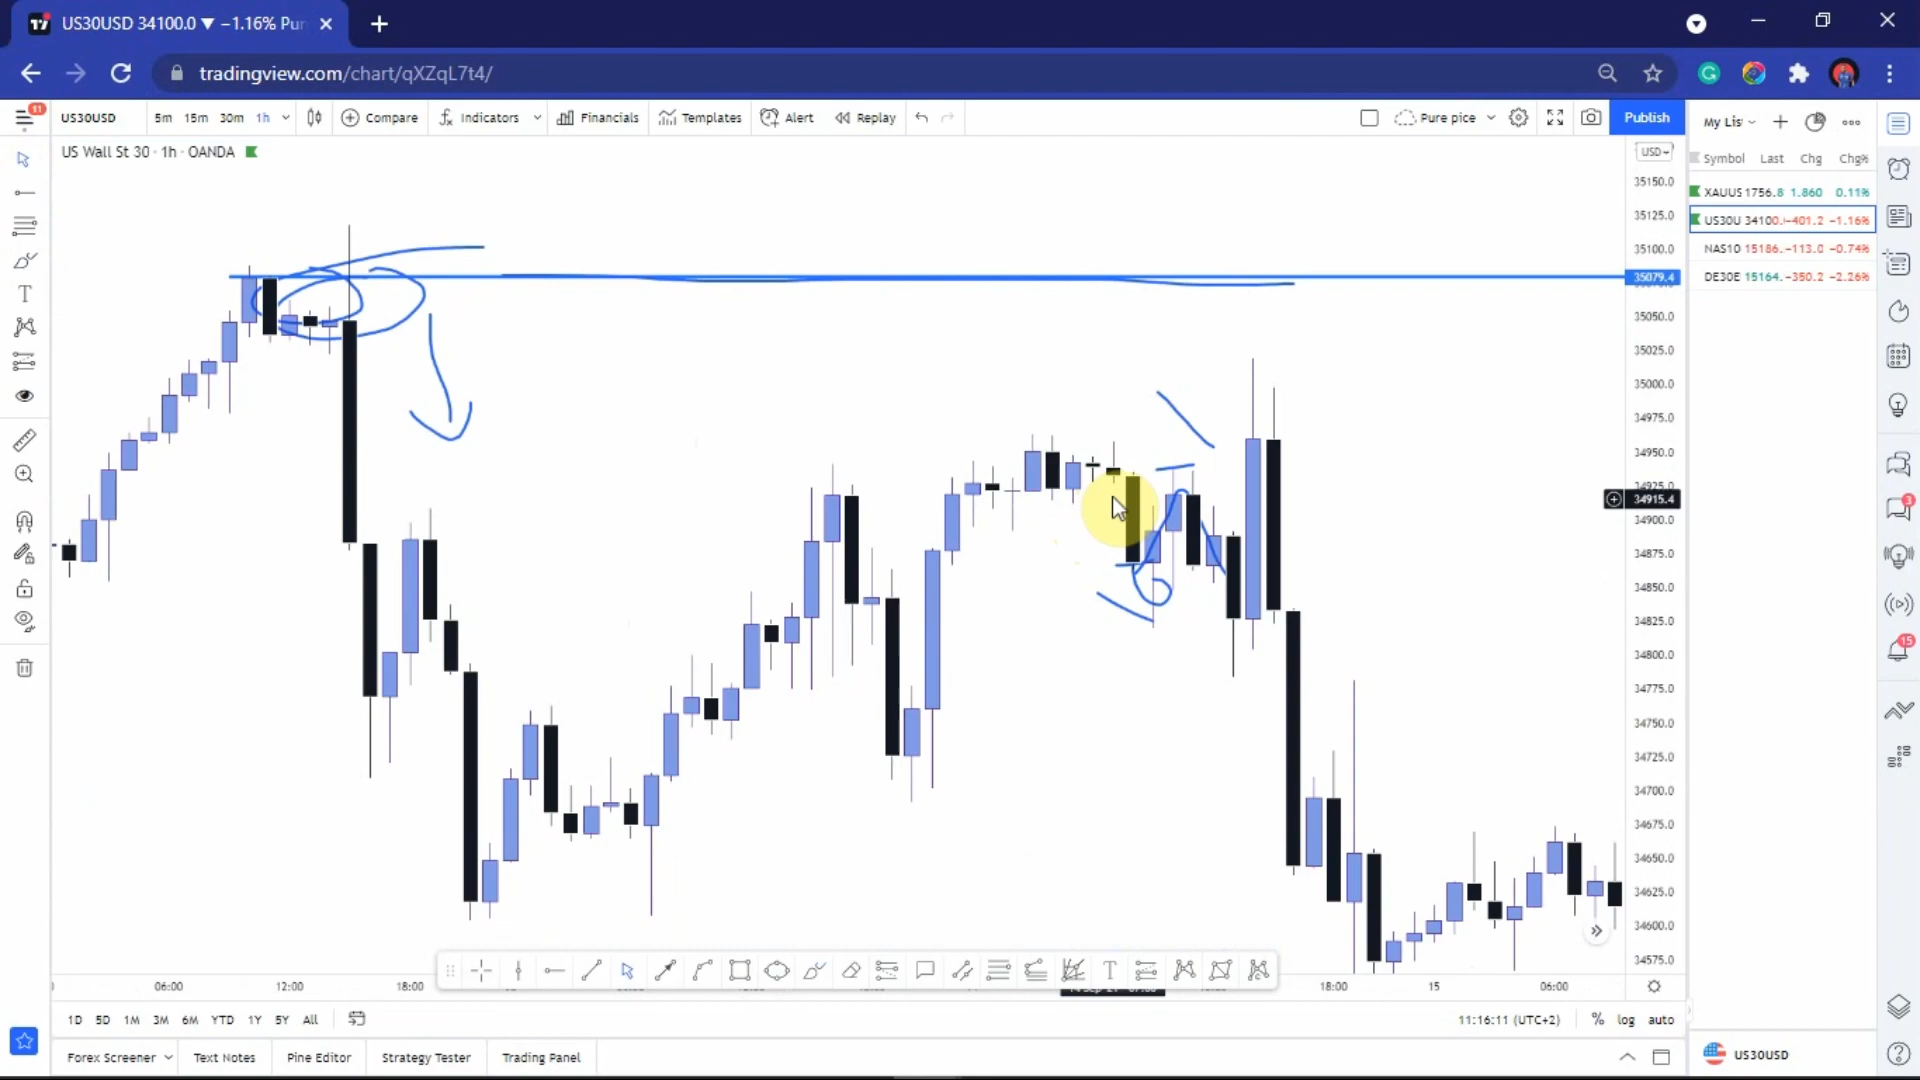 US30USD 34100.0 ▼ −1.16% Pur
tradingview.com/chart/qXZqL7t4/
11
US30USD
5m 15m 30m 1h
Compare
Indicators
Financials
Templates
Alert
Replay
Pure pice
Publish
My Lis
US Wall St 30 · 1h · OANDA
USD
Symbol Last Chg Chg%
XAUUS 1756.8 1.860 0.11%
US30U 34100. −401.2 −1.16%
NAS10 15186. −113.0 −0.74%
DE30E 15164. −350.2 −2.26%
35150.0
35125.0
35100.0
35079.4
35050.0
35025.0
35000.0
34975.0
34950.0
34925.0
34915.4
34900.0
34875.0
34850.0
34825.0
34800.0
34775.0
34750.0
34725.0
34700.0
34675.0
34650.0
34625.0
34600.0
34575.0
3
15
06:00 12:00 18:00 18:00 15 06:00
1D 5D 1M 3M 6M YTD 1Y 5Y All
11:16:11 (UTC+2) % log auto
Forex Screener Text Notes Pine Editor Strategy Tester Trading Panel
US30USD